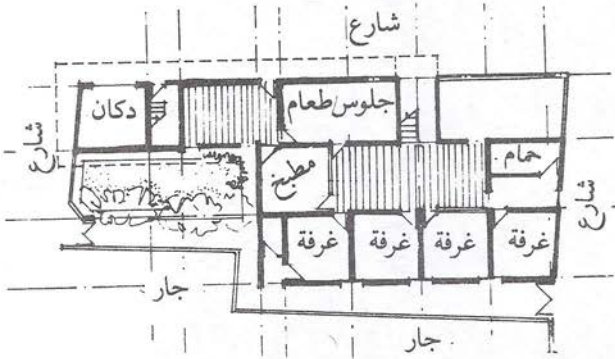 شارع
جلوس طعام
دكان
شارع
حمام
مطبخ
شارع
غرفة
غرفة
غرفة
غرفة
جار
جار